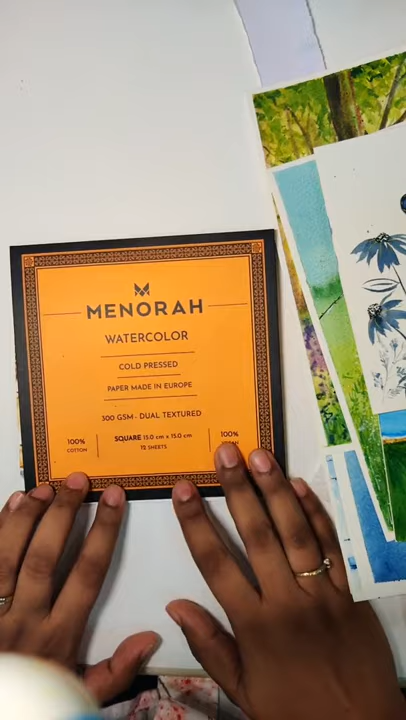 MENORAH
WATERCOLOR
COLD PRESSED
PAPER MADE IN EUROPE
300 GSM - DUAL TEXTURED
100% COTTON
SQUARE 15.0 cm x 15.0 cm
12 SHEETS
100%